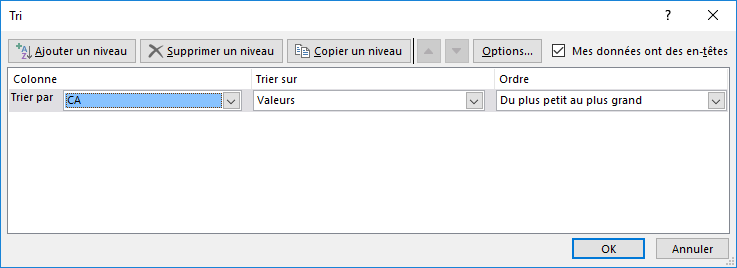 Tri
Ajouter un niveau Supprimer un niveau Copier un niveau Options... Mes données ont des en-têtes
Colonne Trier sur Ordre
Trier par CA Valeurs Du plus petit au plus grand
OK Annuler